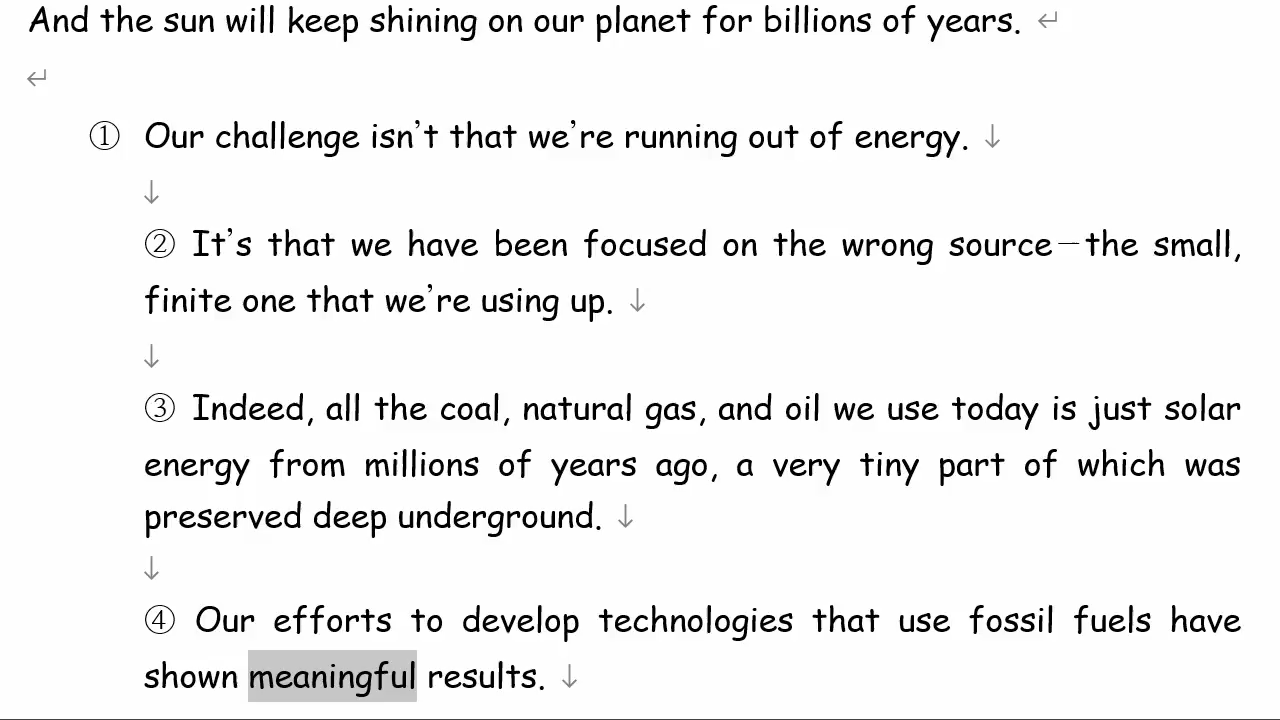 And the sun will keep shining on our planet for billions of years. ↵
↵
① Our challenge isn’t that we’re running out of energy. ↓
↓
② It’s that we have been focused on the wrong source—the small,
finite one that we’re using up. ↓
↓
③ Indeed, all the coal, natural gas, and oil we use today is just solar
energy from millions of years ago, a very tiny part of which was
preserved deep underground. ↓
↓
④ Our efforts to develop technologies that use fossil fuels have
shown meaningful results. ↓